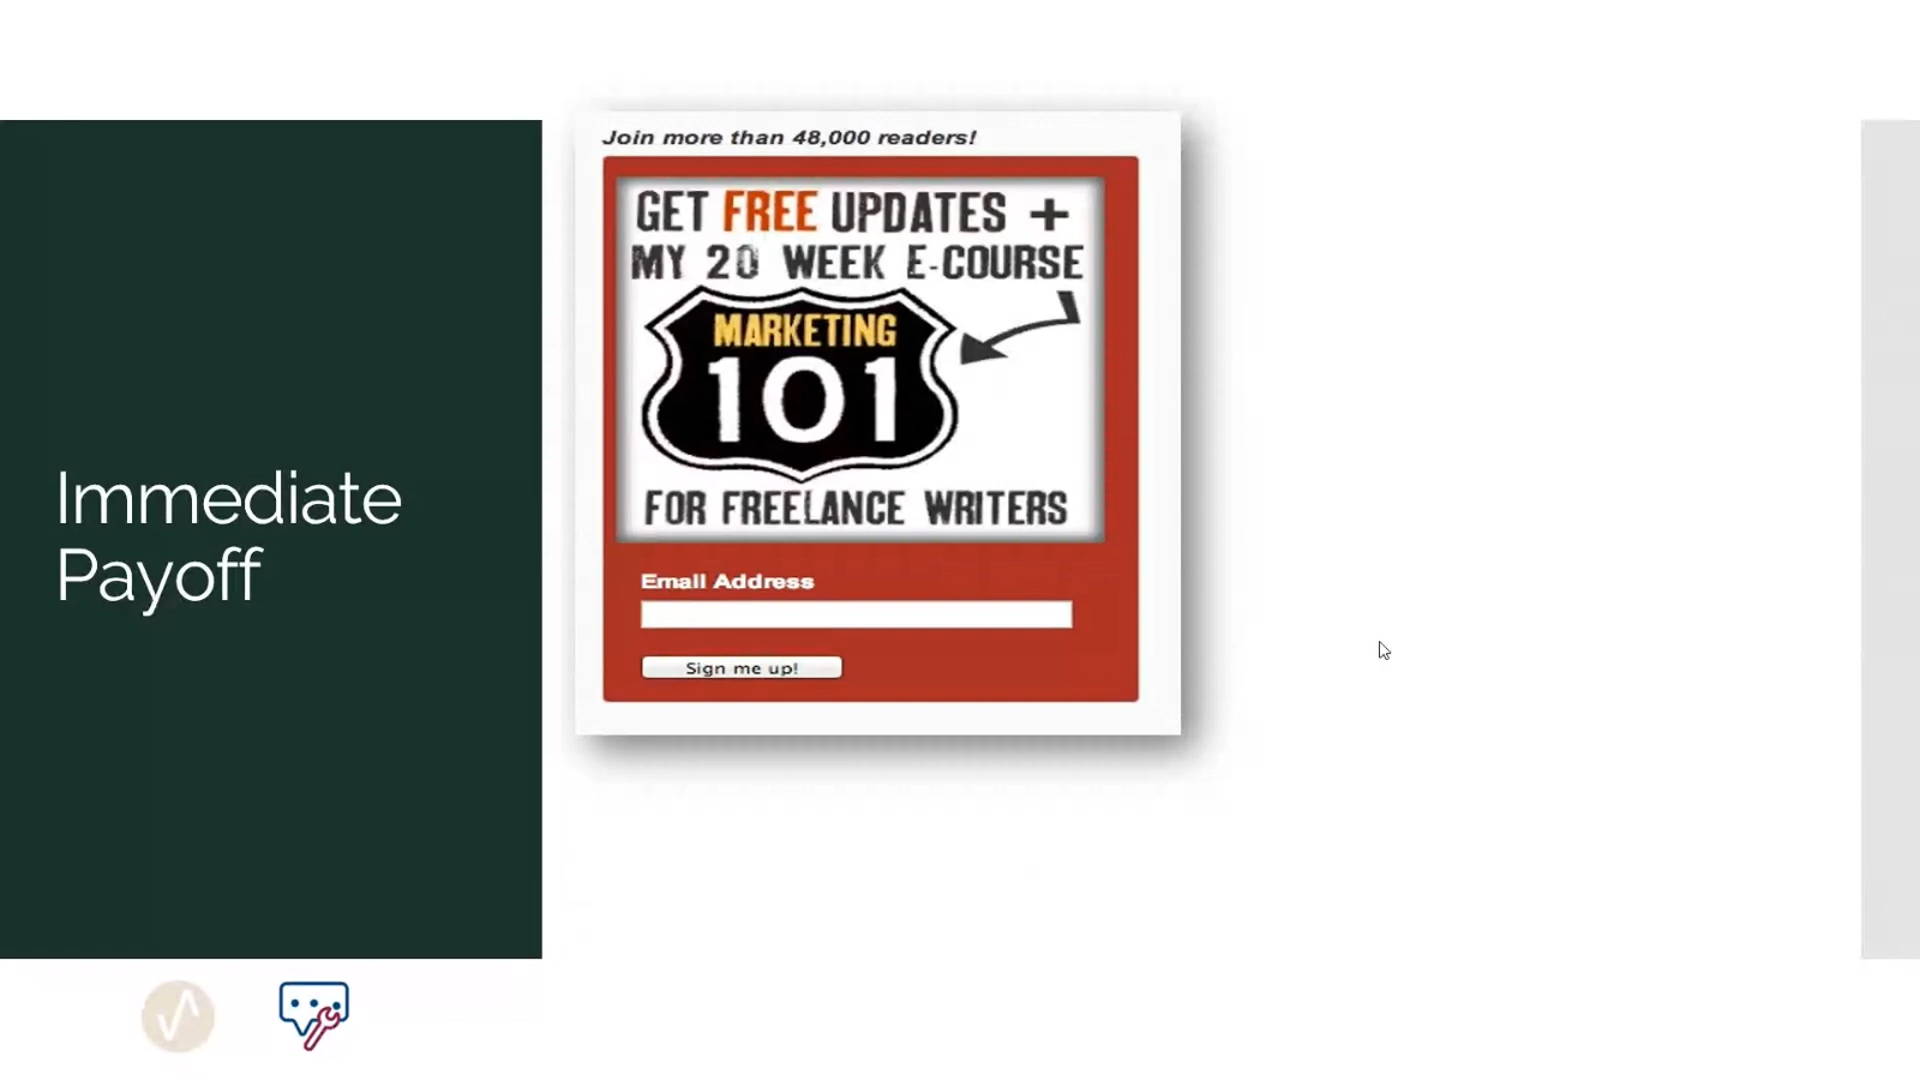 Immediate
Payoff
Join more than 48,000 readers!
GET FREE UPDATES +
MY 20 WEEK E-COURSE
MARKETING
101
FOR FREELANCE WRITERS
Email Address
Sign me up!